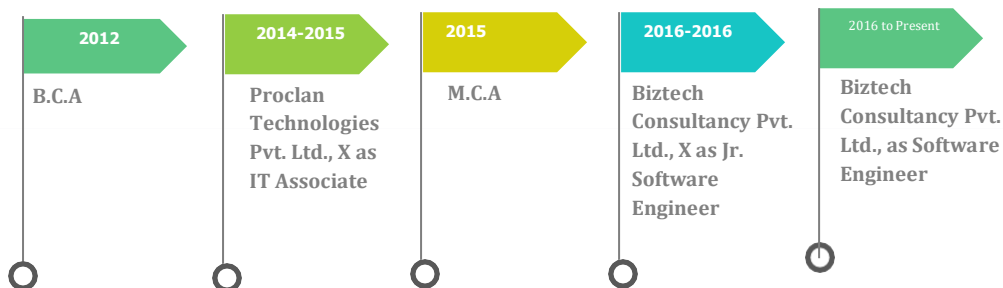 2012
B.C.A
2014-2015
Proclan
Technologies
Pvt. Ltd., X as
IT Associate
2015
M.C.A
2016-2016
Biztech
Consultancy Pvt.
Ltd., X as Jr.
Software
Engineer
2016 to Present
Biztech
Consultancy Pvt.
Ltd., as Software
Engineer